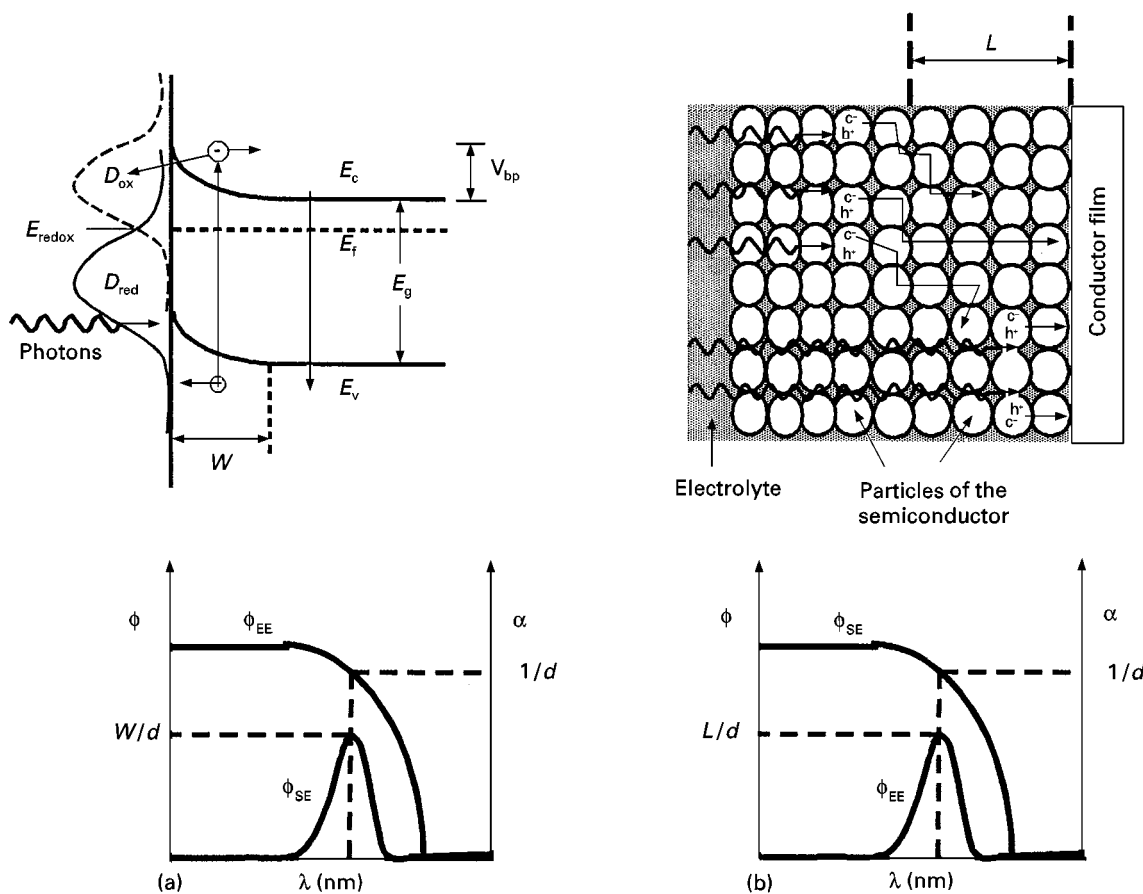 L
D_ox
E_c
V_bp
E_redox
E_f
D_red
E_g
Photons
E_v
W
c⁻
h⁺
c⁻
h⁺
c⁻
h⁺
c⁻
h⁺
h⁺
c⁻
Conductor film
Electrolyte
Particles of the
semiconductor
ϕ
ϕ_EE
α
1/d
W/d
ϕ_SE
(a)
λ (nm)
ϕ
ϕ_SE
α
1/d
L/d
ϕ_EE
(b)
λ (nm)